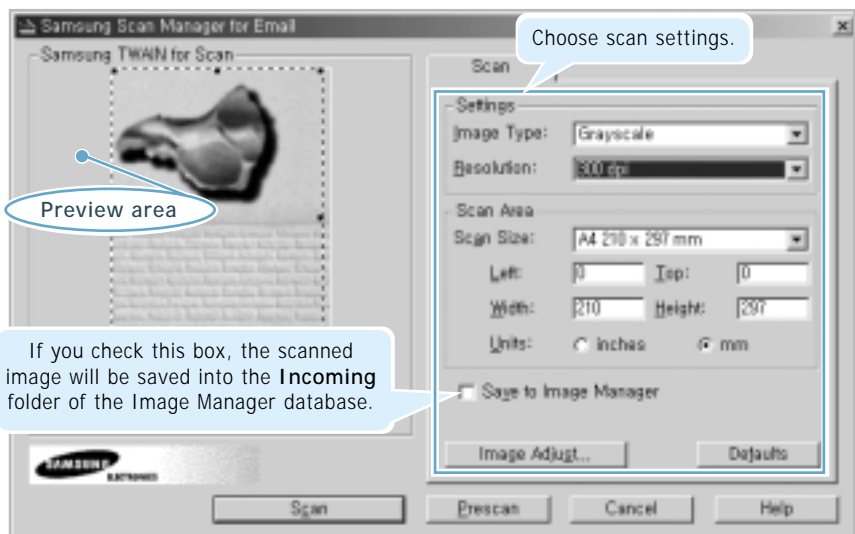 Samsung Scan Manager for Email
Choose scan settings.
Samsung TWAIN for Scan
Scan
Settings
Image Type: Grayscale
Resolution: 300 dpi
Preview area
Scan Area
Scan Size: A4 210 x 297 mm
Left: 0 Top: 0
Width: 210 Height: 297
Units: inches mm
If you check this box, the scanned
image will be saved into the Incoming
folder of the Image Manager database.
Save to Image Manager
Image Adjust... Defaults
SAMSUNG
ELECTRONICS
Scan Prescan Cancel Help